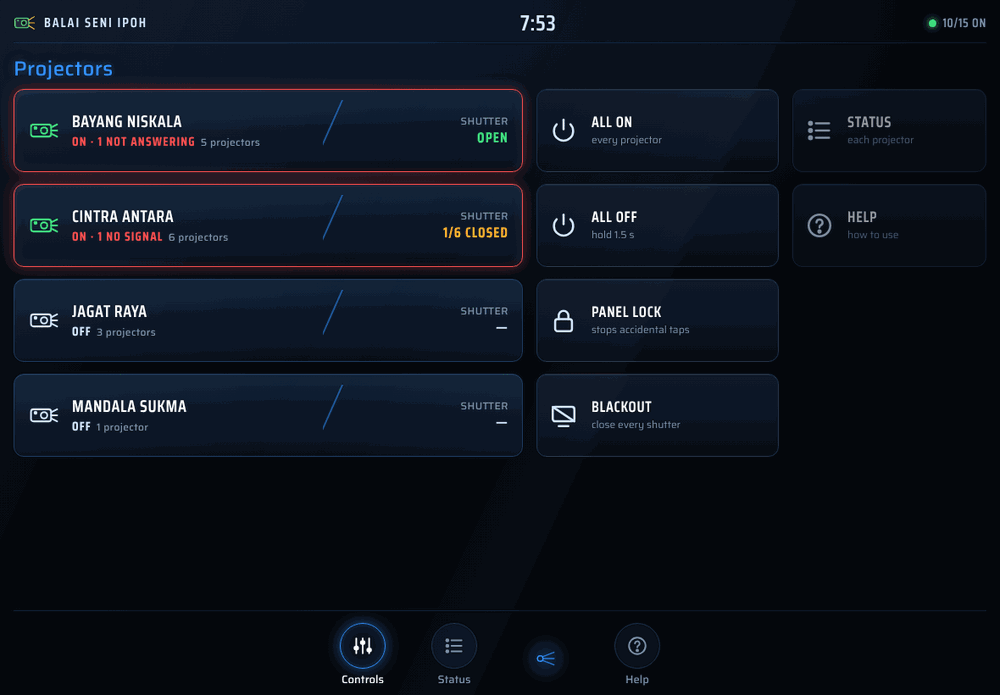 BALAI SENI IPOH
7:53
10/15 ON
Projectors
BAYANG NISKALA
ON · 1 NOT ANSWERING 5 projectors
SHUTTER
OPEN
ALL ON
every projector
STATUS
each projector
CINTRA ANTARA
ON · 1 NO SIGNAL 6 projectors
SHUTTER
1/6 CLOSED
ALL OFF
hold 1.5 s
HELP
how to use
JAGAT RAYA
OFF 3 projectors
SHUTTER
—
PANEL LOCK
stops accidental taps
MANDALA SUKMA
OFF 1 projector
SHUTTER
—
BLACKOUT
close every shutter
Controls
Status
Help